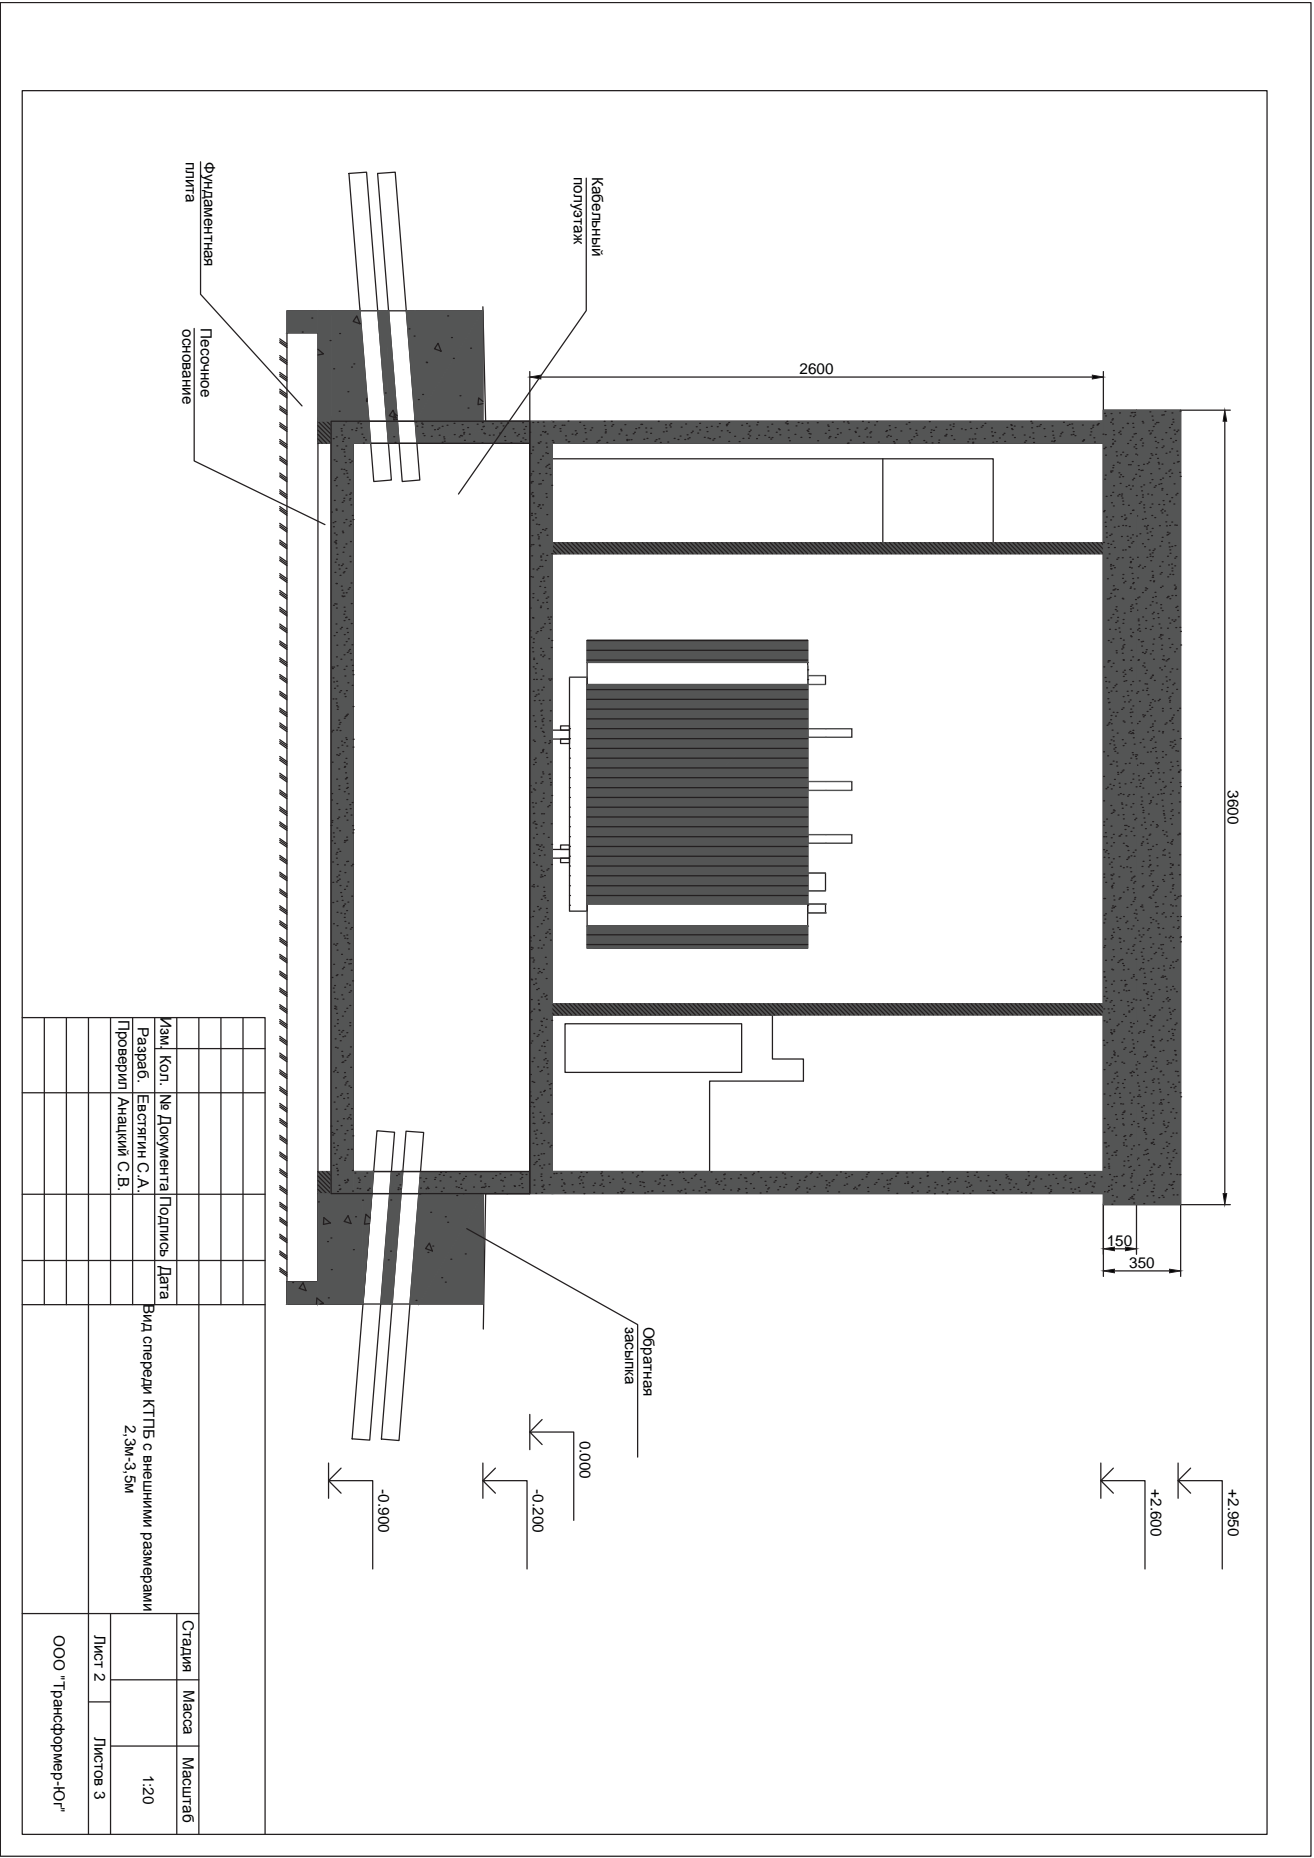 3600
+2.950
+2.600
350
150
2600
Кабельный
полуэтаж
Обратная
засыпка
0.000
-0.200
-0.900
Фундаментная
плита
Песочное
основание
Изм. Кол. № Документа Подпись Дата
Разраб. Евстягин С.А.
Проверил Анацкий С.В.
Вид спереди КТПБ с внешними размерами
2,3м-3,5м
Стадия Масса Масштаб
1:20
Лист 2 Листов 3
ООО "Трансформер-Юг"